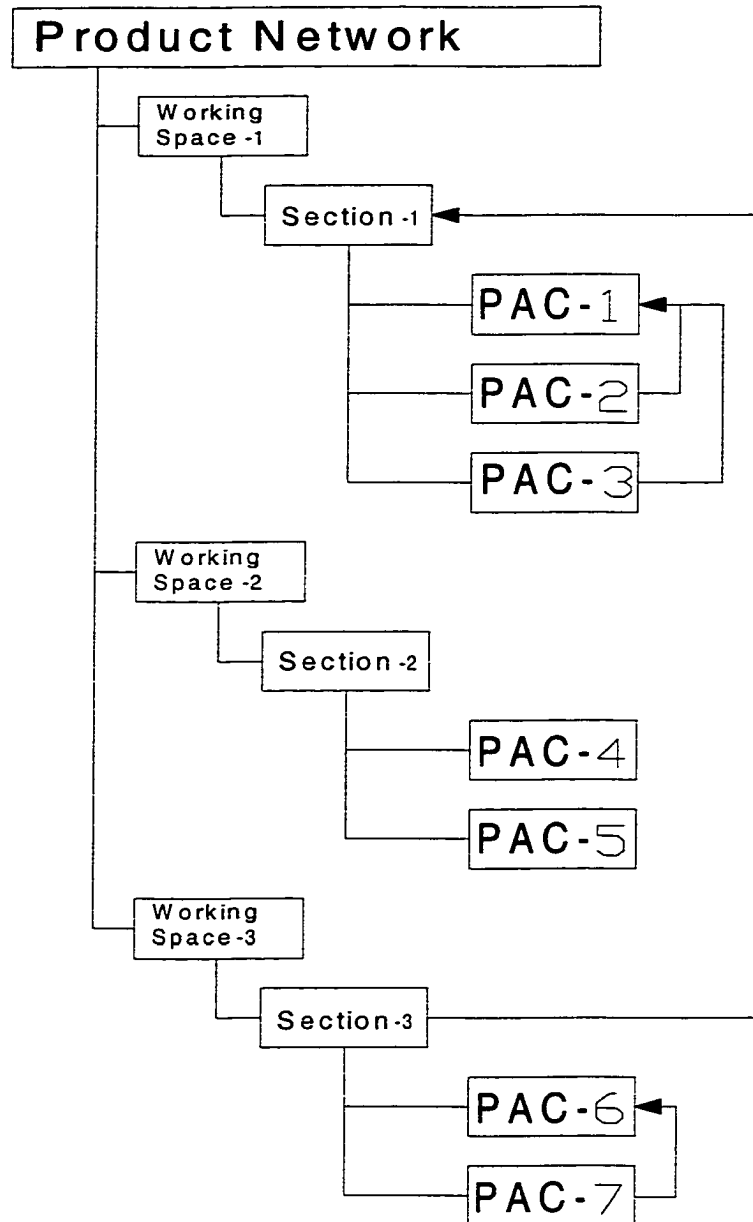 Product Network
Working
Space -1
Section -1
PAC-1
PAC-2
PAC-3
Working
Space -2
Section -2
PAC-4
PAC-5
Working
Space -3
Section -3
PAC-6
PAC-7